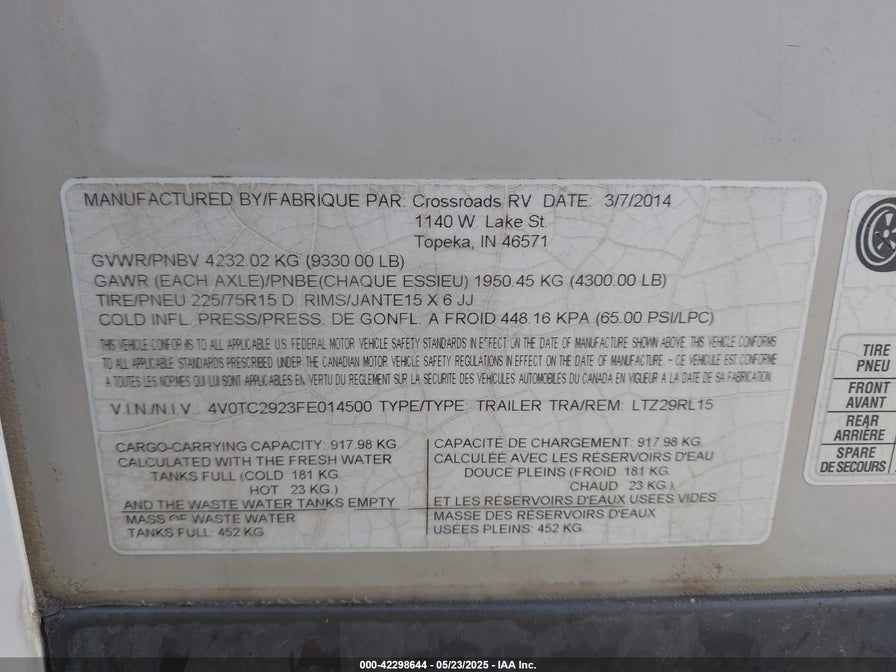 MANUFACTURED BY/FABRIQUE PAR: Crossroads RV DATE: 3/7/2014
1140 W. Lake St.
Topeka, IN 46571
GVWR/PNBV 4232.02 KG (9330.00 LB)
GAWR (EACH AXLE)/PNBE(CHAQUE ESSIEU) 1950.45 KG (4300.00 LB)
TIRE/PNEU 225/75R15 D RIMS/JANTE15 X 6 JJ
COLD INFL. PRESS/PRESS. DE GONFL. A FROID 448.16 KPA (65.00 PSI/LPC)
THIS VEHICLE CONFORMS TO ALL APPLICABLE U.S. FEDERAL MOTOR VEHICLE SAFETY STANDARDS IN EFFECT ON THE DATE OF MANUFACTURE SHOWN ABOVE. THIS VEHICLE CONFORMS
TO ALL APPLICABLE STANDARDS PRESCRIBED UNDER THE CANADIAN MOTOR VEHICLE SAFETY REGULATIONS IN EFFECT ON THE DATE OF MANUFACTURE - CE VEHICULE EST CONFORME
A TOUTES LES NORMES QUI LUI SONT APPLICABLES EN VERTU DU REGLEMENT SUR LA SECURITE DES VEHICULES AUTOMOBILES DU CANADA EN VIGUEUR A LA DATE DE SA FABRICATION.
V.I.N./N.I.V.: 4V0TC2923FE014500 TYPE/TYPE: TRAILER TRA/REM: LTZ29RL15
CARGO-CARRYING CAPACITY: 917.98 KG
CALCULATED WITH THE FRESH WATER
TANKS FULL (COLD 181 KG.
HOT 23 KG.)
AND THE WASTE WATER TANKS EMPTY
MASS OF WASTE WATER
TANKS FULL: 452 KG
CAPACITÉ DE CHARGEMENT: 917.98 KG.
CALCULÉE AVEC LES RÉSERVOIRS D'EAU
DOUCE PLEINS (FROID 181 KG.
CHAUD 23 KG.)
ET LES RÉSERVOIRS D'EAUX USÉES VIDES
MASSE DES RÉSERVOIRS D'EAUX
USÉES PLEINS: 452 KG.
TIRE
PNEU
FRONT
AVANT
REAR
ARRIÈRE
SPARE
DE SECOURS
000-42298644 - 05/23/2025 - IAA Inc.